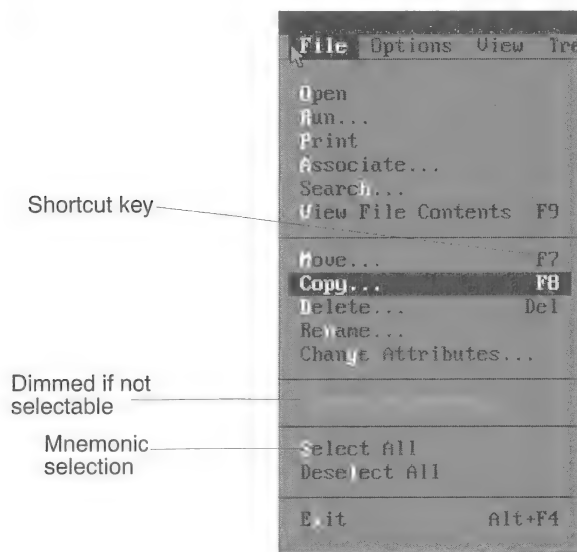 File Options View Tre
Open
Run...
Print
Associate...
Search...
View File Contents F9
Shortcut key
Move... F7
Copy... F8
Delete... Del
Rename...
Change Attributes...
Dimmed if not
selectable
Mnemonic
selection
Select All
Deselect All
Exit Alt+F4